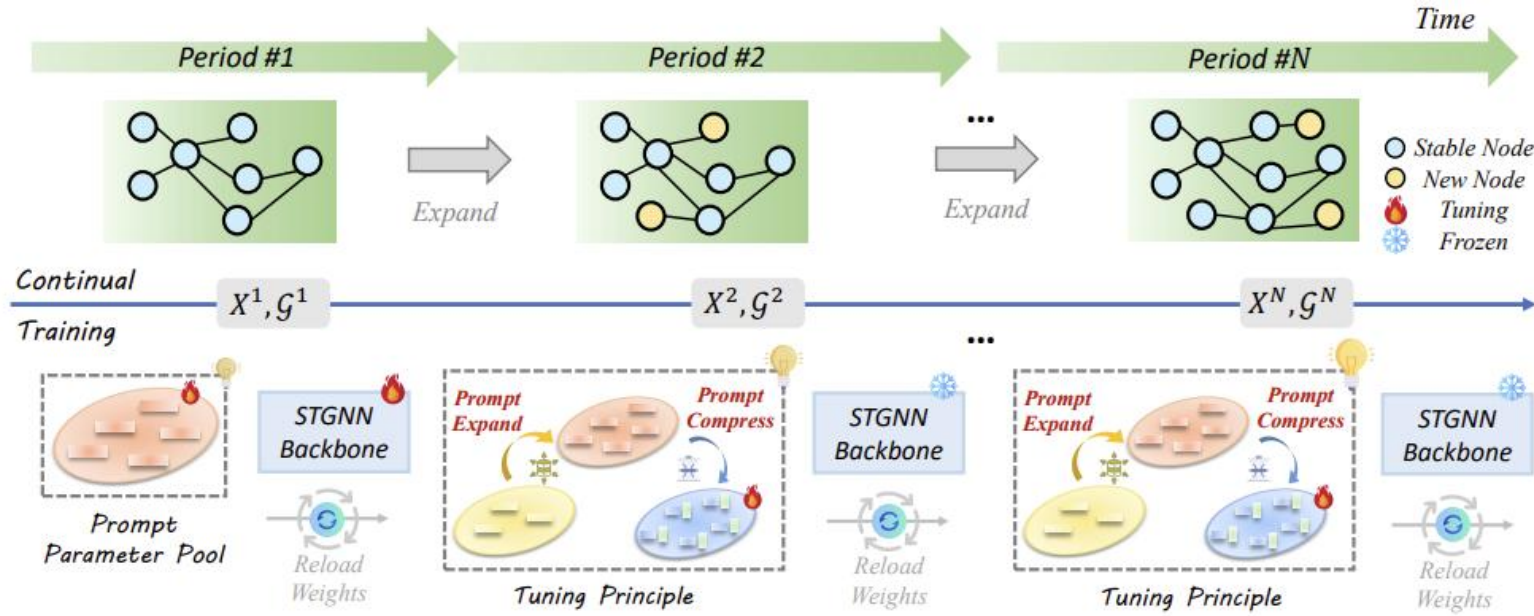 Time
Period #1
Period #2
Period #N
...
Expand
Expand
Stable Node
New Node
Tuning
Frozen
Continual
Training
X¹, 𝒢¹
X², 𝒢²
Xᴺ, 𝒢ᴺ
...
STGNN
Backbone
Prompt
Parameter Pool
Reload
Weights
Prompt
Expand
Prompt
Compress
Tuning Principle
STGNN
Backbone
Reload
Weights
Prompt
Expand
Prompt
Compress
Tuning Principle
STGNN
Backbone
Reload
Weights